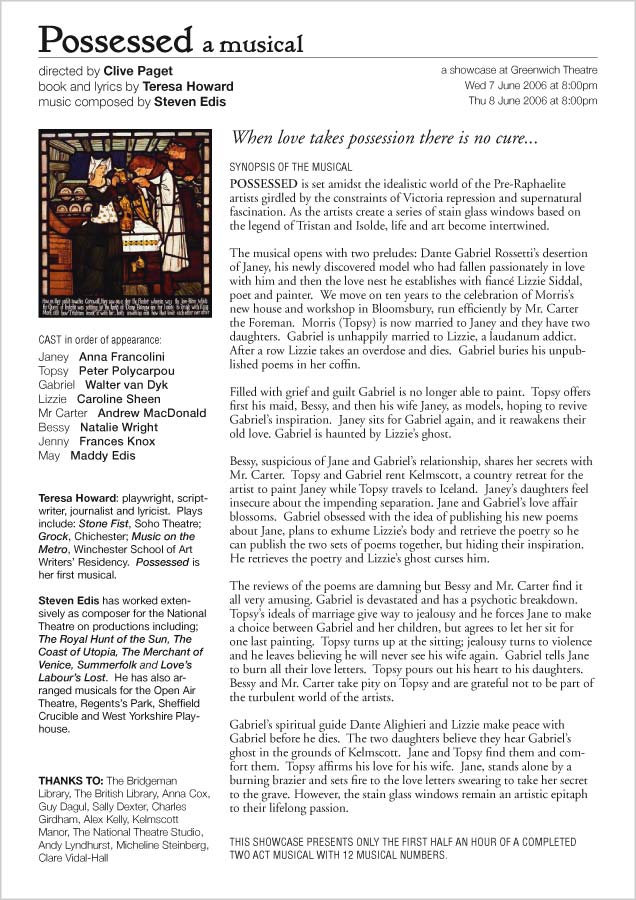 Possessed a musical
directed by Clive Paget
book and lyrics by Teresa Howard
music composed by Steven Edis
a showcase at Greenwich Theatre
Wed 7 June 2006 at 8:00pm
Thu 8 June 2006 at 8:00pm
CAST in order of appearance:
Janey Anna Francolini
Topsy Peter Polycarpou
Gabriel Walter van Dyk
Lizzie Caroline Sheen
Mr Carter Andrew MacDonald
Bessy Natalie Wright
Jenny Frances Knox
May Maddy Edis
Teresa Howard: playwright, script-
writer, journalist and lyricist. Plays
include: Stone Fist, Soho Theatre;
Grock, Chichester; Music on the
Metro, Winchester School of Art
Writers' Residency. Possessed is
her first musical.
Steven Edis has worked exten-
sively as composer for the National
Theatre on productions including;
The Royal Hunt of the Sun, The
Coast of Utopia, The Merchant of
Venice, Summerfolk and Love's
Labour's Lost. He has also ar-
ranged musicals for the Open Air
Theatre, Regents's Park, Sheffield
Crucible and West Yorkshire Play-
house.
THANKS TO: The Bridgeman
Library, The British Library, Anna Cox,
Guy Dagul, Sally Dexter, Charles
Girdham, Alex Kelly, Kelmscott
Manor, The National Theatre Studio,
Andy Lyndhurst, Micheline Steinberg,
Clare Vidal-Hall
When love takes possession there is no cure...
SYNOPSIS OF THE MUSICAL
POSSESSED is set amidst the idealistic world of the Pre-Raphaelite
artists girdled by the constraints of Victoria repression and supernatural
fascination. As the artists create a series of stain glass windows based on
the legend of Tristan and Isolde, life and art become intertwined.
The musical opens with two preludes: Dante Gabriel Rossetti's desertion
of Janey, his newly discovered model who had fallen passionately in love
with him and then the love nest he establishes with fiancé Lizzie Siddal,
poet and painter. We move on ten years to the celebration of Morris's
new house and workshop in Bloomsbury, run efficiently by Mr. Carter
the Foreman. Morris (Topsy) is now married to Janey and they have two
daughters. Gabriel is unhappily married to Lizzie, a laudanum addict.
After a row Lizzie takes an overdose and dies. Gabriel buries his unpub-
lished poems in her coffin.
Filled with grief and guilt Gabriel is no longer able to paint. Topsy offers
first his maid, Bessy, and then his wife Janey, as models, hoping to revive
Gabriel's inspiration. Janey sits for Gabriel again, and it reawakens their
old love. Gabriel is haunted by Lizzie's ghost.
Bessy, suspicious of Jane and Gabriel's relationship, shares her secrets with
Mr. Carter. Topsy and Gabriel rent Kelmscott, a country retreat for the
artist to paint Janey while Topsy travels to Iceland. Janey's daughters feel
insecure about the impending separation. Jane and Gabriel's love affair
blossoms. Gabriel obsessed with the idea of publishing his new poems
about Jane, plans to exhume Lizzie's body and retrieve the poetry so he
can publish the two sets of poems together, but hiding their inspiration.
He retrieves the poetry and Lizzie's ghost curses him.
The reviews of the poems are damning but Bessy and Mr. Carter find it
all very amusing. Gabriel is devastated and has a psychotic breakdown.
Topsy's ideals of marriage give way to jealousy and he forces Jane to make
a choice between Gabriel and her children, but agrees to let her sit for
one last painting. Topsy turns up at the sitting; jealousy turns to violence
and he leaves believing he will never see his wife again. Gabriel tells Jane
to burn all their love letters. Topsy pours out his heart to his daughters.
Bessy and Mr. Carter take pity on Topsy and are grateful not to be part of
the turbulent world of the artists.
Gabriel's spiritual guide Dante Alighieri and Lizzie make peace with
Gabriel before he dies. The two daughters believe they hear Gabriel's
ghost in the grounds of Kelmscott. Jane and Topsy find them and com-
fort them. Topsy affirms his love for his wife. Jane, stands alone by a
burning brazier and sets fire to the love letters swearing to take her secret
to the grave. However, the stain glass windows remain an artistic epitaph
to their lifelong passion.
THIS SHOWCASE PRESENTS ONLY THE FIRST HALF AN HOUR OF A COMPLETED
TWO ACT MUSICAL WITH 12 MUSICAL NUMBERS.